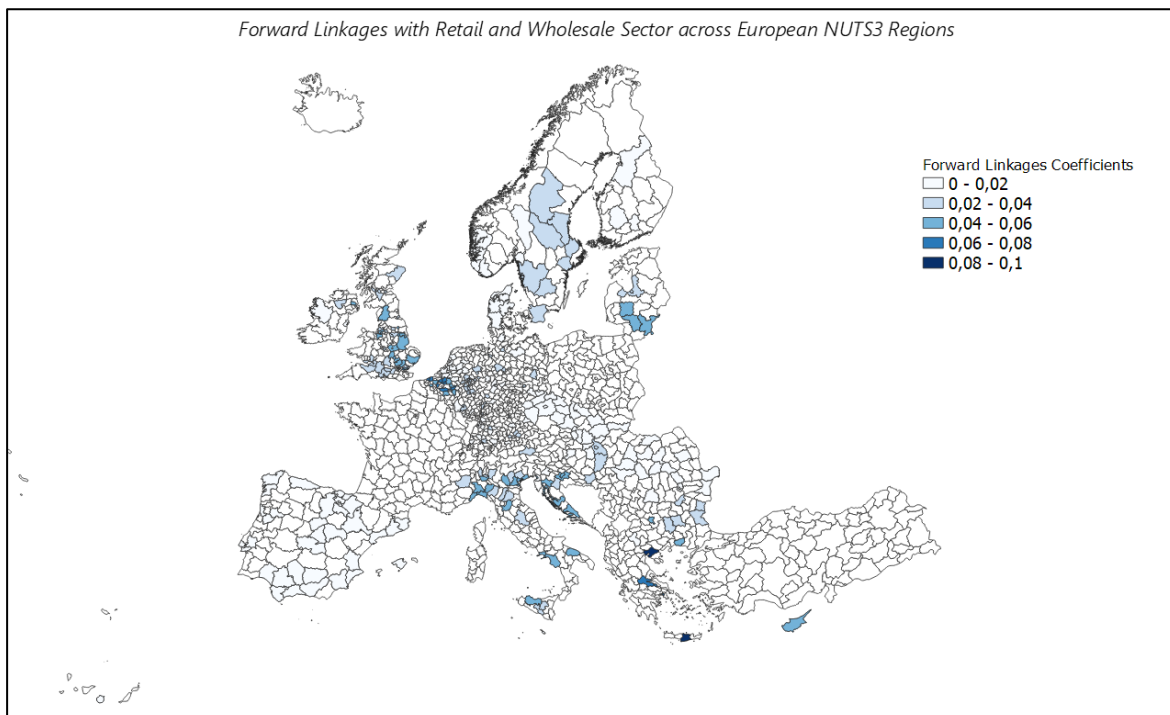 Forward Linkages with Retail and Wholesale Sector across European NUTS3 Regions
Forward Linkages Coefficients
0 - 0,02
0,02 - 0,04
0,04 - 0,06
0,06 - 0,08
0,08 - 0,1